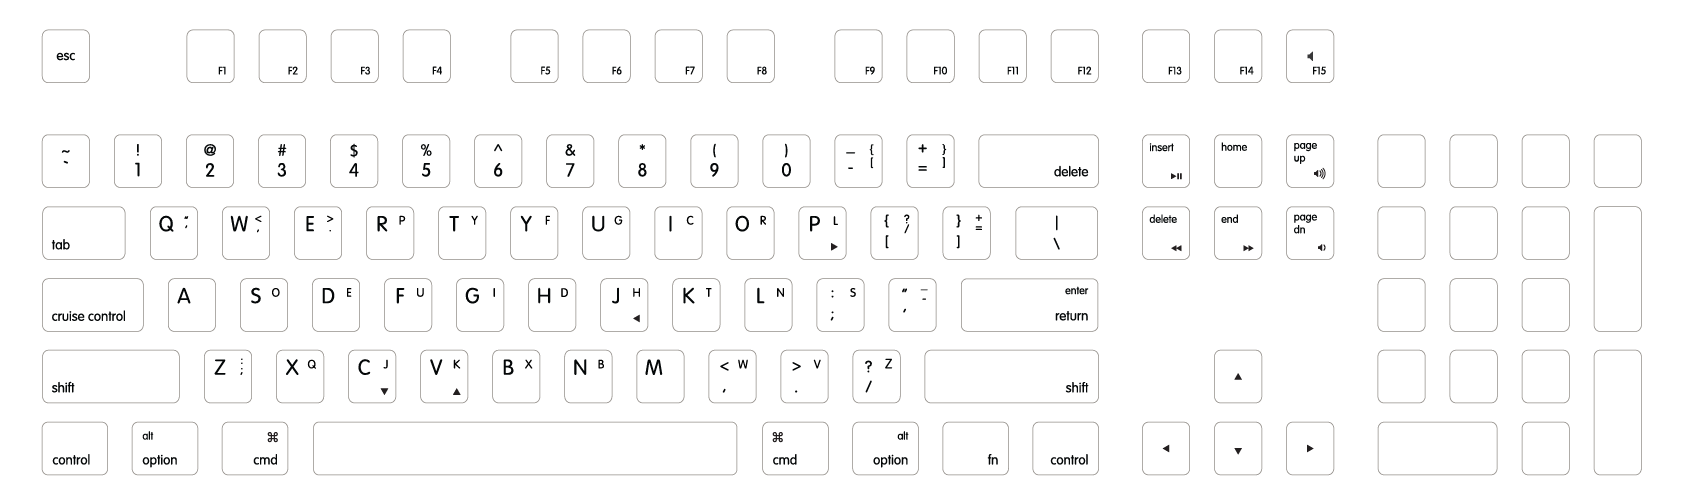 esc F1 F2 F3 F4 F5 F6 F7 F8 F9 F10 F11 F12 F13 F14 F15
~ ! @ # $ % ^ & * ( ) _ { + } insert home page up
` 1 2 3 4 5 6 7 8 9 0 - [ = ] delete
tab Q " ' W < , E > . R P T Y Y F U G I C O R P L { ? [ / } + ] = | \ delete end page dn
cruise control A S O D E F U G I H D J H K T L N : S ; " _ ' - enter return
shift Z : ; X Q C J V K B X N B M < W , > V . ? Z / shift
control alt option ⌘ cmd ⌘ cmd alt option fn control